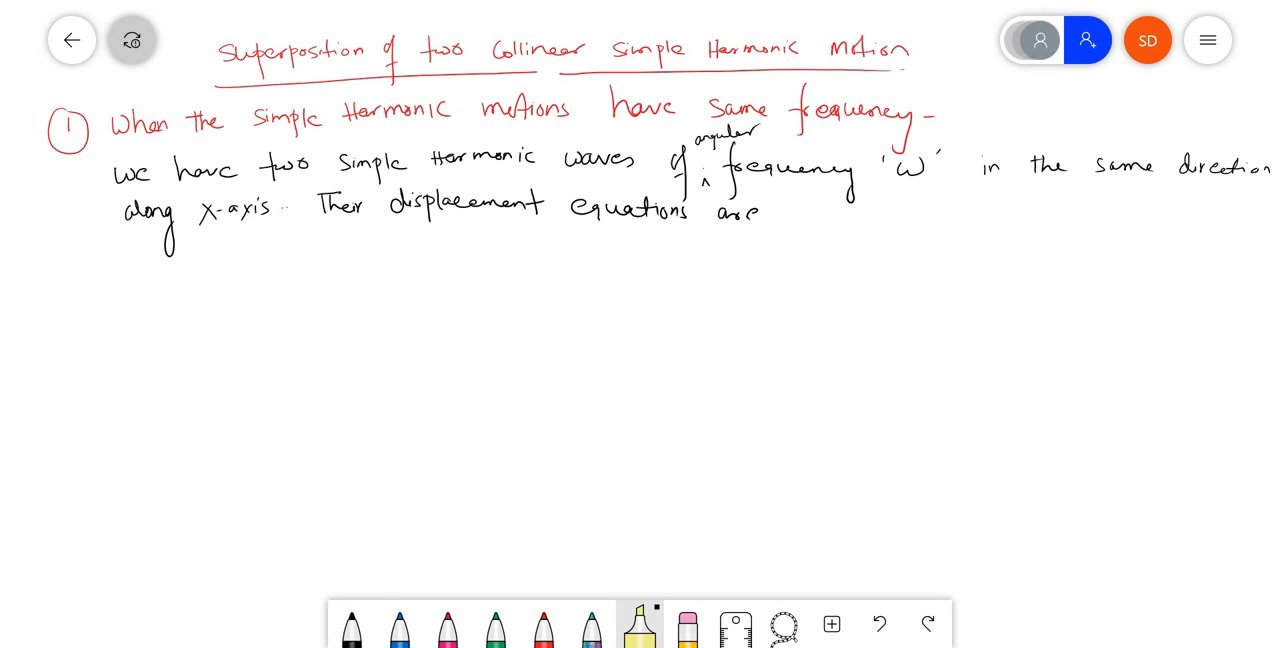 SD
Superposition of two Collinear Simple Harmonic Motion
1 When the Simple Harmonic motions have same frequency-
We have two Simple Harmonic waves of angular frequency 'ω' in the same direction
along X-axis. Their displacement equations are